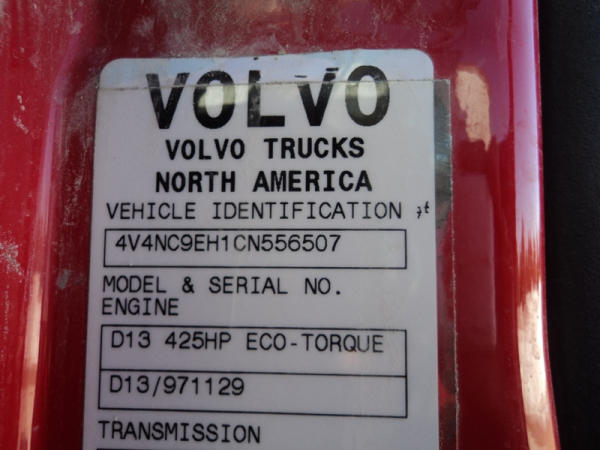 VOLVO
VOLVO TRUCKS
NORTH AMERICA
VEHICLE IDENTIFICATION
4V4NC9EH1CN556507
MODEL & SERIAL NO.
ENGINE
D13 425HP ECO-TORQUE
D13/971129
TRANSMISSION